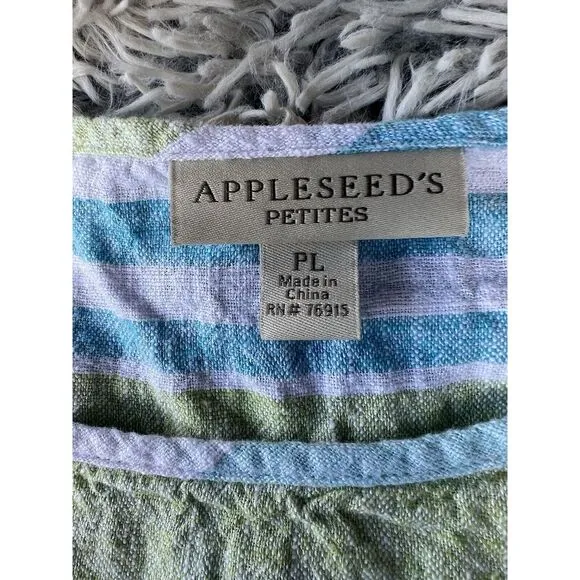 APPLESEED'S
PETITES
PL
Made in
China
RN# 76915